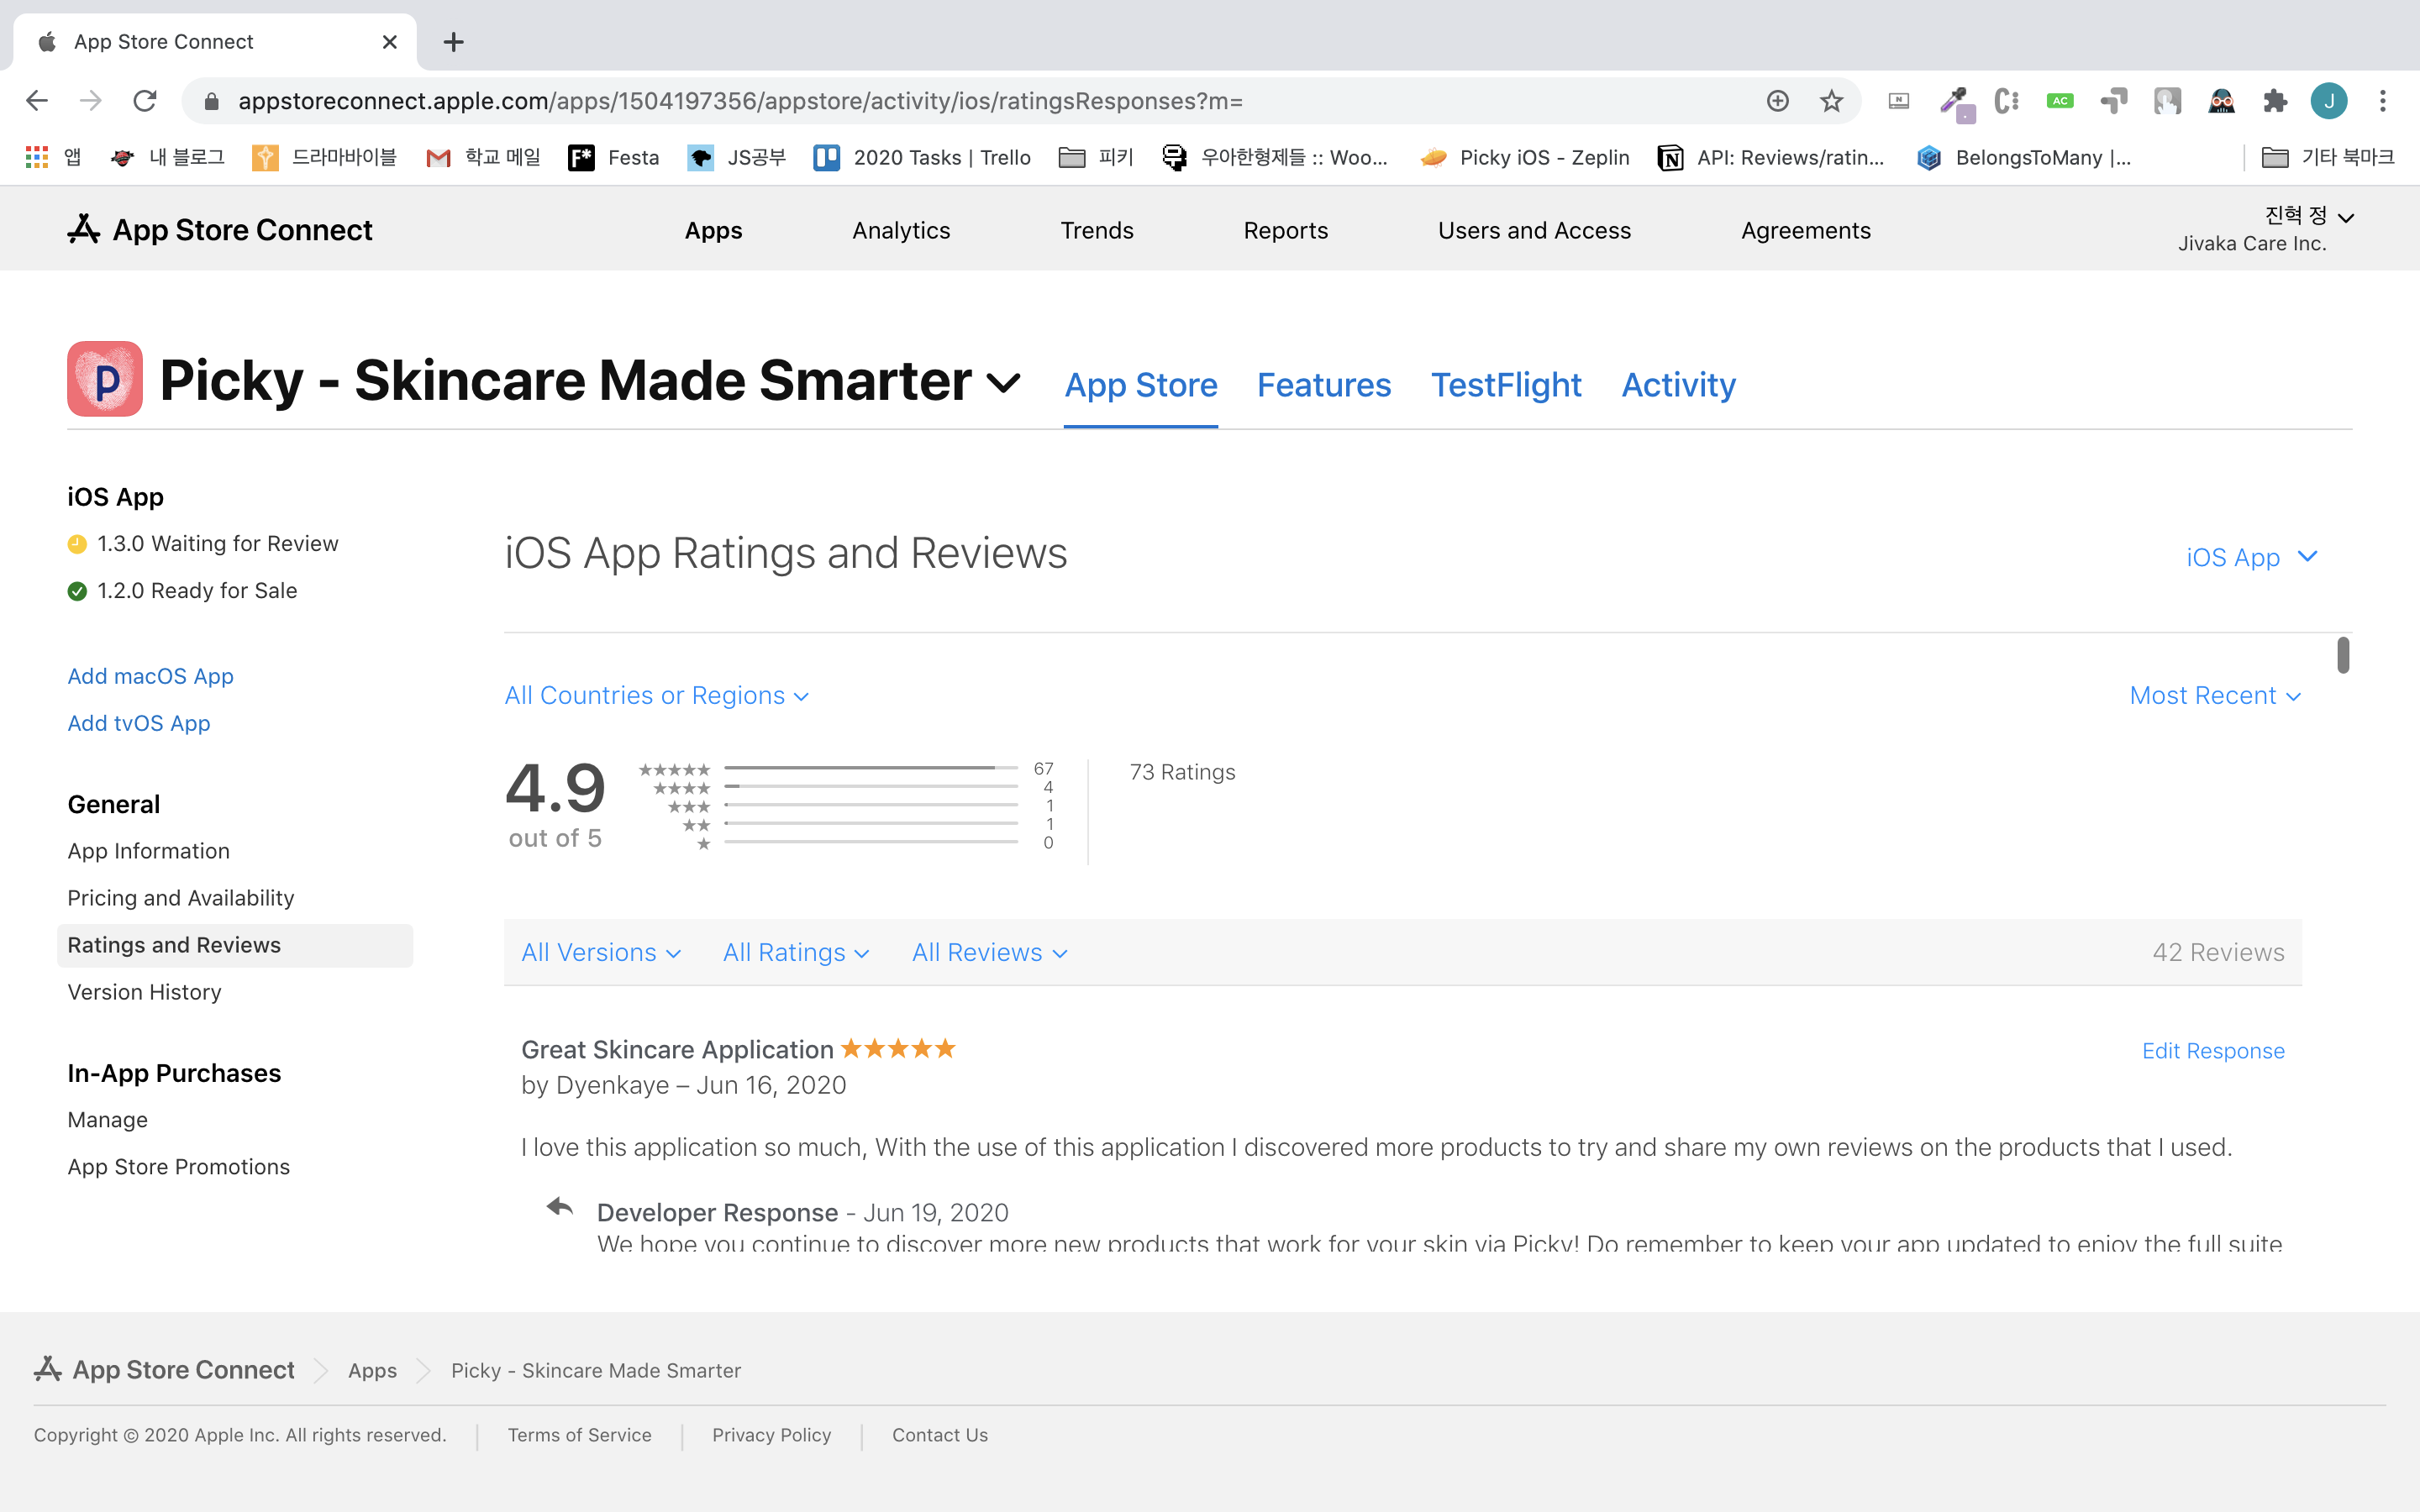 App Store Connect
appstoreconnect.apple.com/apps/1504197356/appstore/activity/ios/ratingsResponses?m=
AC
J
앱
내 블로그
드라마바이블
학교 메일
F*
Festa
JS공부
2020 Tasks | Trello
피키
우아한형제들 :: Woo...
Picky iOS - Zeplin
API: Reviews/ratin...
BelongsToMany |...
기타 북마크
App Store Connect
Apps
Analytics
Trends
Reports
Users and Access
Agreements
진혁 정
Jivaka Care Inc.
p
Picky - Skincare Made Smarter
App Store
Features
TestFlight
Activity
iOS App
1.3.0 Waiting for Review
1.2.0 Ready for Sale
Add macOS App
Add tvOS App
General
App Information
Pricing and Availability
Ratings and Reviews
Version History
In-App Purchases
Manage
App Store Promotions
iOS App Ratings and Reviews
iOS App
All Countries or Regions
Most Recent
4.9
out of 5
★★★★★ 67
★★★★ 4
★★★ 1
★★ 1
★ 0
73 Ratings
All Versions
All Ratings
All Reviews
42 Reviews
Great Skincare Application ★★★★★
Edit Response
by Dyenkaye – Jun 16, 2020
I love this application so much, With the use of this application I discovered more products to try and share my own reviews on the products that I used.
Developer Response - Jun 19, 2020
We hope you continue to discover more new products that work for your skin via Picky! Do remember to keep your app updated to enjoy the full suite
App Store Connect
Apps
Picky - Skincare Made Smarter
Copyright © 2020 Apple Inc. All rights reserved.
Terms of Service
Privacy Policy
Contact Us